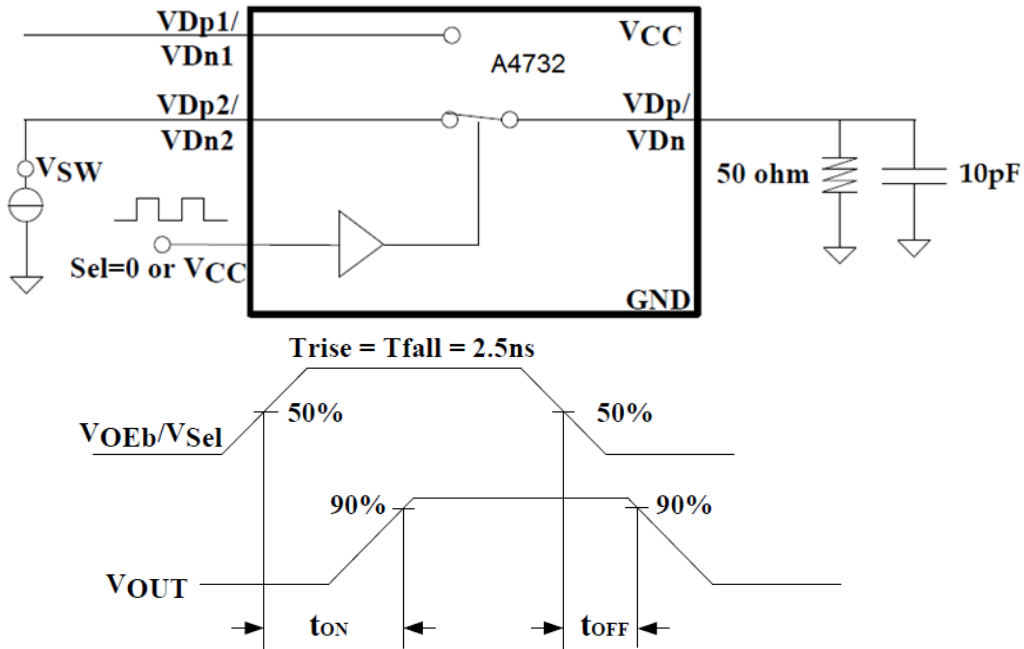 VDp1/
VDn1
VCC
A4732
VDp2/
VDn2
VDp/
VDn
VSW
50 ohm
10pF
Sel=0 or VCC
GND
Trise = Tfall = 2.5ns
50%
50%
VOEb/VSel
90%
90%
VOUT
tON
tOFF